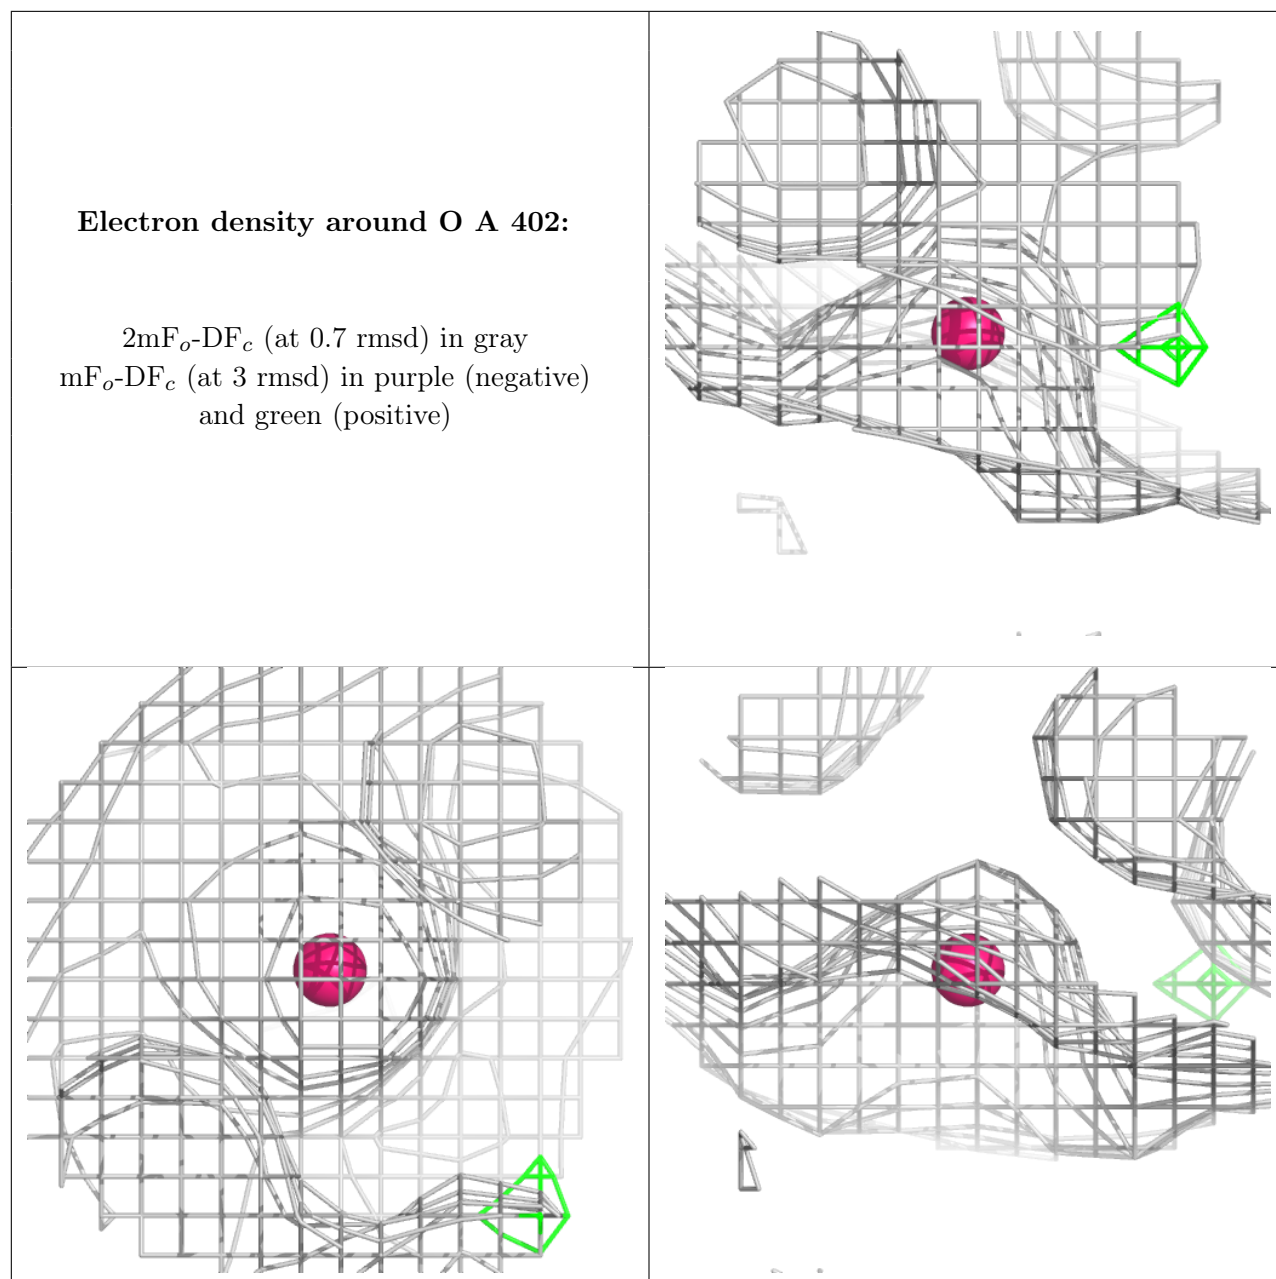 Electron density around O A 402:
2mFₒ-DF𝒸 (at 0.7 rmsd) in gray
mFₒ-DF𝒸 (at 3 rmsd) in purple (negative)
and green (positive)